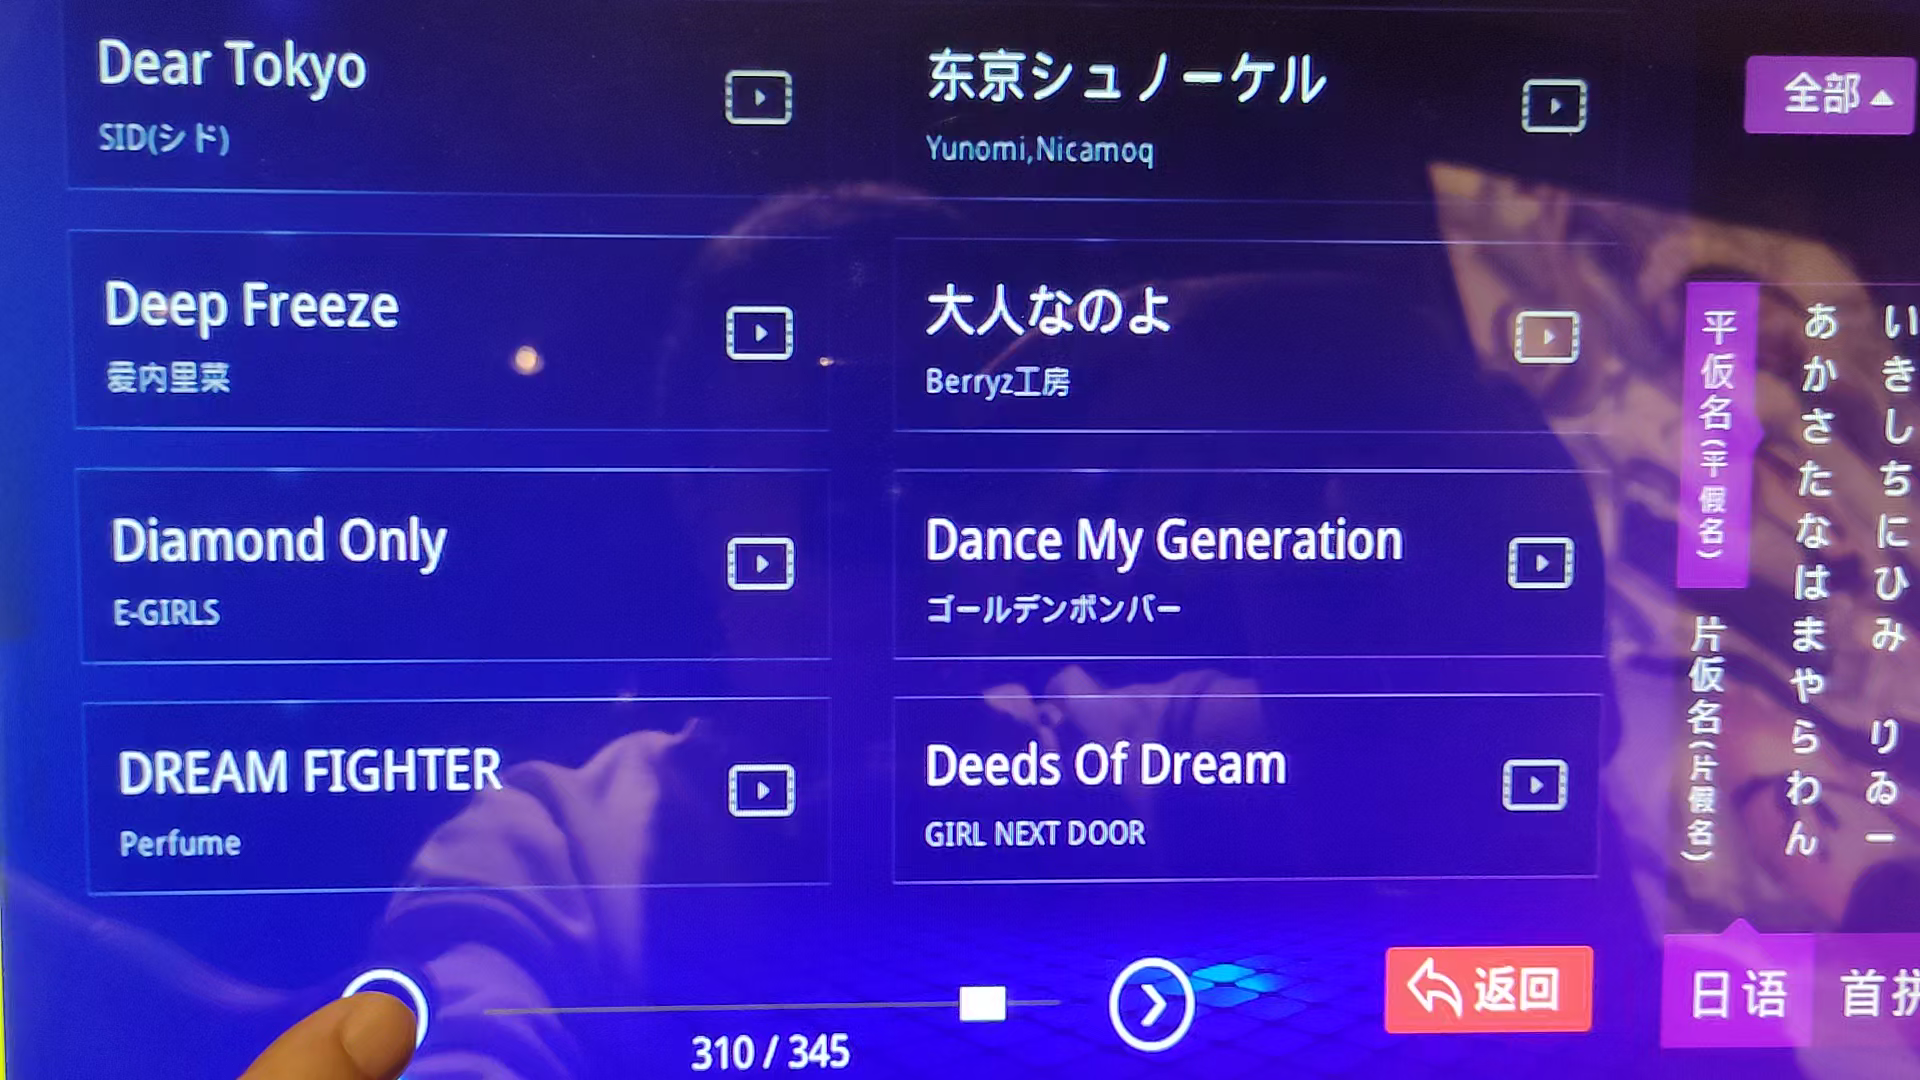 Dear Tokyo
SID(シド)
东京シュノーケル
Yunomi,Nicamoq
Deep Freeze
爱内里菜
大人なのよ
Berryz工房
Diamond Only
E-GIRLS
Dance My Generation
ゴールデンボンバー
DREAM FIGHTER
Perfume
Deeds Of Dream
GIRL NEXT DOOR
310 / 345
返回
全部
平仮名(平假名)
片仮名(片假名)
あかさたなはまやらわん
いきしちにひみ りゐー
日语
首拼